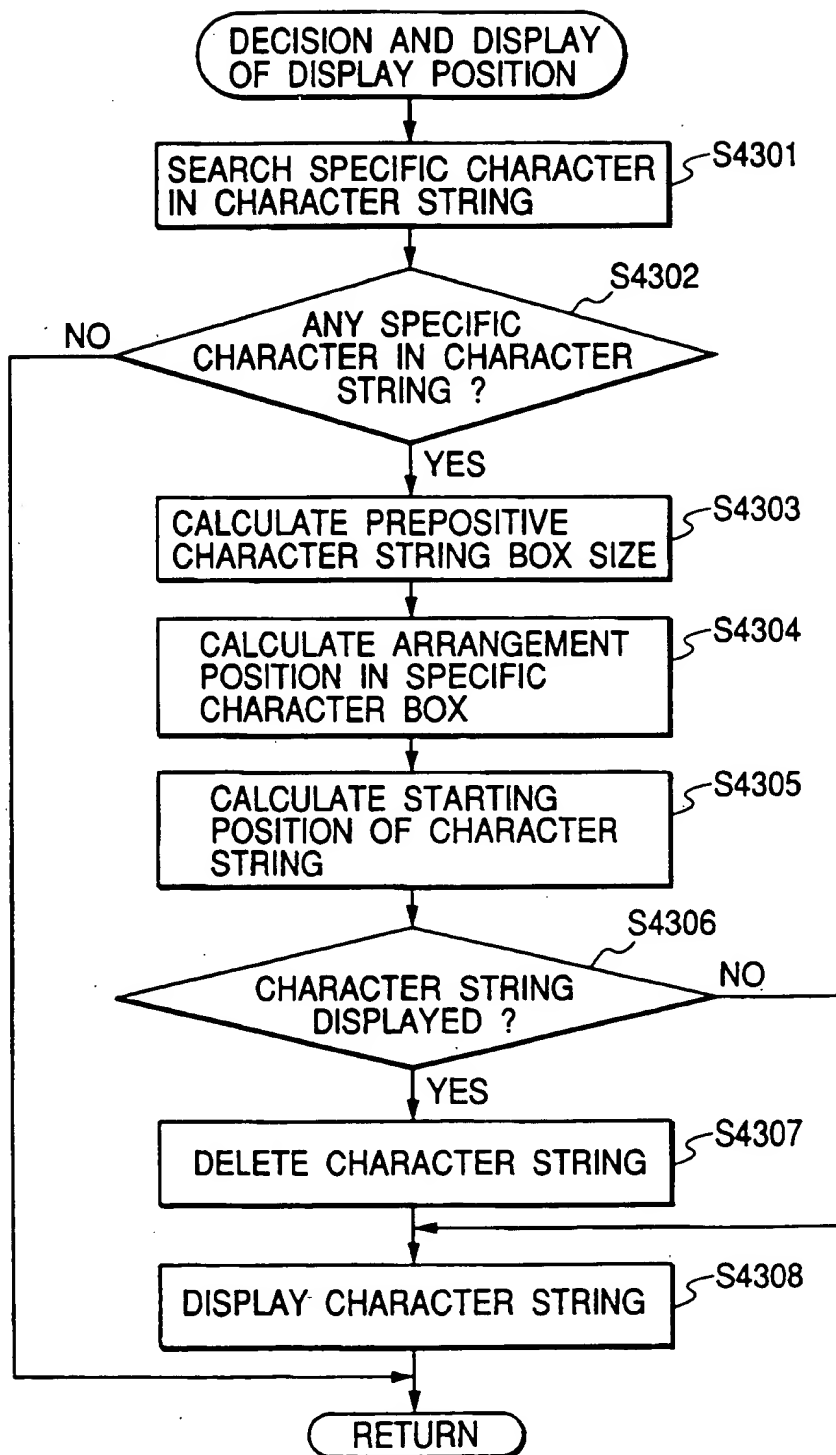 DECISION AND DISPLAY
OF DISPLAY POSITION
SEARCH SPECIFIC CHARACTER
IN CHARACTER STRING
S4301
S4302
NO
ANY SPECIFIC
CHARACTER IN CHARACTER
STRING ?
YES
CALCULATE PREPOSITIVE
CHARACTER STRING BOX SIZE
S4303
CALCULATE ARRANGEMENT
POSITION IN SPECIFIC
CHARACTER BOX
S4304
CALCULATE STARTING
POSITION OF CHARACTER
STRING
S4305
S4306
NO
CHARACTER STRING
DISPLAYED ?
YES
DELETE CHARACTER STRING
S4307
DISPLAY CHARACTER STRING
S4308
RETURN